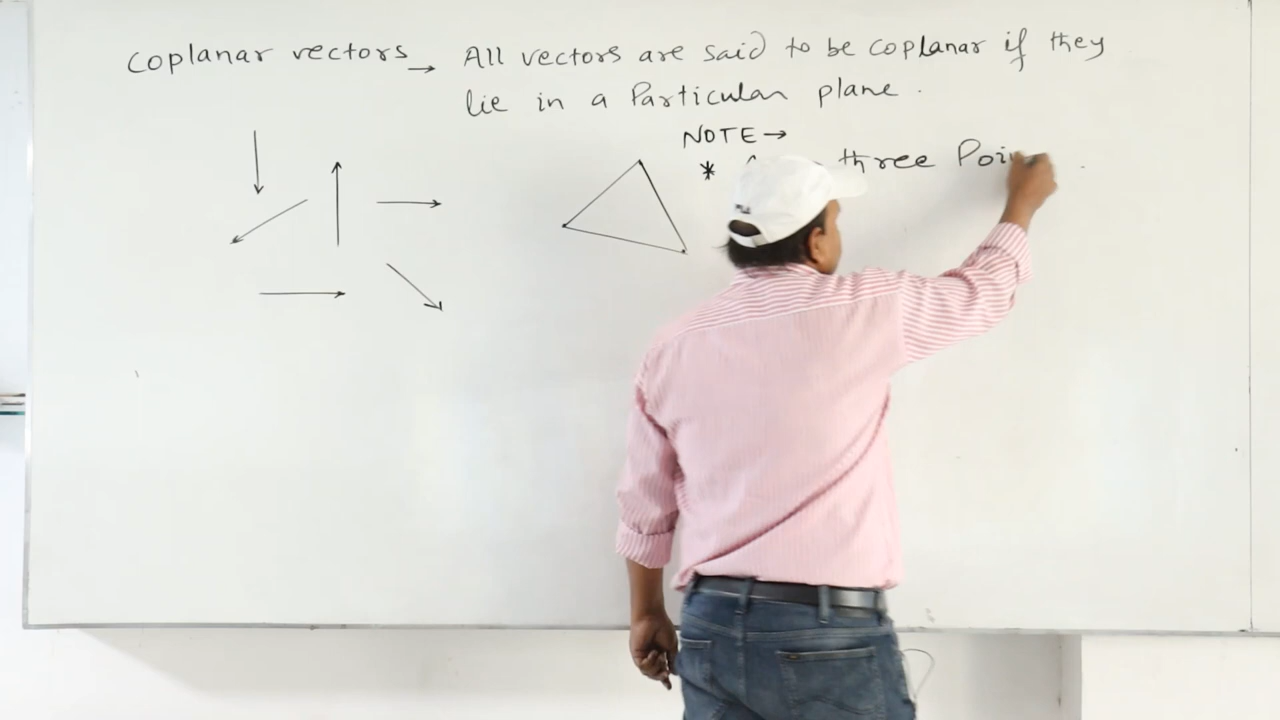 Coplanar vectors → All vectors are said to be coplanar if they
lie in a Particular plane.
NOTE →
* three Poi